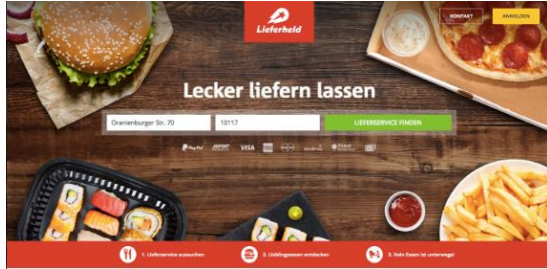 Lieferheld
KONTAKT
ANMELDEN
Lecker liefern lassen
Oranienburger Str. 70
10117
LIEFERSERVICE FINDEN
PayPal
SOFORT
VISA
1. Lieferservice aussuchen
2. Lieblingsessen entdecken
3. Dein Essen ist unterwegs!